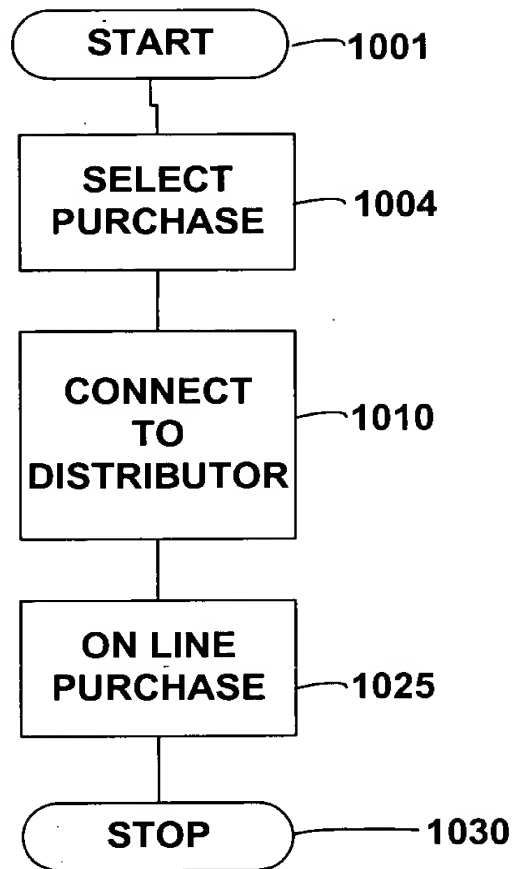 START
1001
SELECT
PURCHASE
1004
CONNECT
TO
DISTRIBUTOR
1010
ON LINE
PURCHASE
1025
STOP
1030